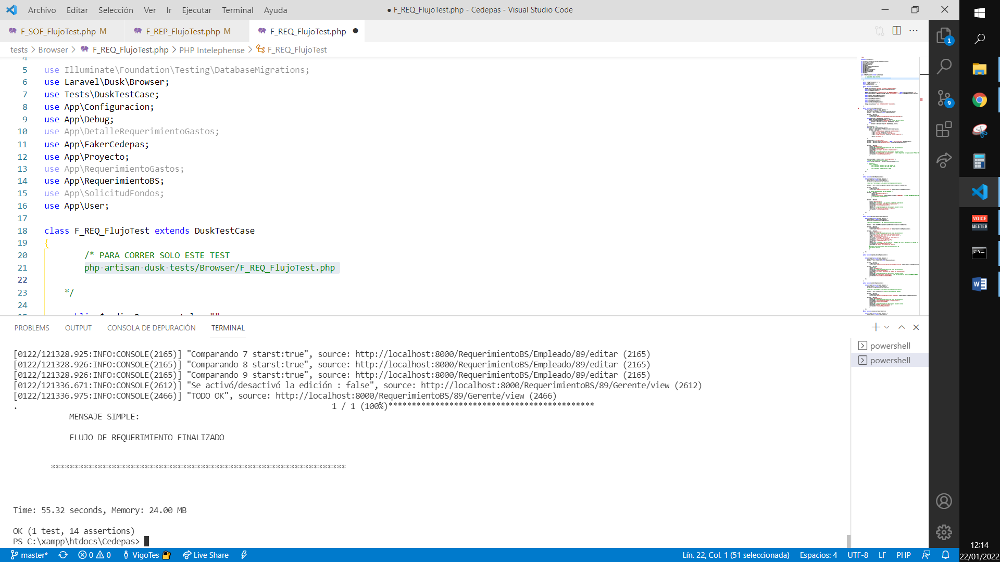 Archivo Editar Selección Ver Ir Ejecutar Terminal Ayuda
● F_REQ_FlujoTest.php - Cedepas - Visual Studio Code
F_SOF_FlujoTest.php M
F_REP_FlujoTest.php M
F_REQ_FlujoTest.php ●
tests > Browser > F_REQ_FlujoTest.php > PHP Intelephense > F_REQ_FlujoTest
4
5 use Illuminate\Foundation\Testing\DatabaseMigrations;
6 use Laravel\Dusk\Browser;
7 use Tests\DuskTestCase;
8 use App\Configuracion;
9 use App\Debug;
10 use App\DetalleRequerimientoGastos;
11 use App\FakerCedepas;
12 use App\Proyecto;
13 use App\RequerimientoGastos;
14 use App\RequerimientoBS;
15 use App\SolicitudFondos;
16 use App\User;
17
18 class F_REQ_FlujoTest extends DuskTestCase
19 {
20 /* PARA CORRER SOLO ESTE TEST
21 php artisan dusk tests/Browser/F_REQ_FlujoTest.php
22
23 */
24
PROBLEMS OUTPUT CONSOLA DE DEPURACIÓN TERMINAL
powershell
powershell
[0122/121328.925:INFO:CONSOLE(2165)] "Comparando 7 starst:true", source: http://localhost:8000/RequerimientoBS/Empleado/89/editar (2165)
[0122/121328.926:INFO:CONSOLE(2165)] "Comparando 8 starst:true", source: http://localhost:8000/RequerimientoBS/Empleado/89/editar (2165)
[0122/121328.926:INFO:CONSOLE(2165)] "Comparando 9 starst:true", source: http://localhost:8000/RequerimientoBS/Empleado/89/editar (2165)
[0122/121336.671:INFO:CONSOLE(2612)] "Se activó/desactivó la edición : false", source: http://localhost:8000/RequerimientoBS/89/Gerente/view (2612)
[0122/121336.975:INFO:CONSOLE(2466)] "TODO OK", source: http://localhost:8000/RequerimientoBS/89/Gerente/view (2466)
. 1 / 1 (100%)********************************************
MENSAJE SIMPLE:
FLUJO DE REQUERIMIENTO FINALIZADO
***************************************************************
Time: 55.32 seconds, Memory: 24.00 MB
OK (1 test, 14 assertions)
PS C:\xampp\htdocs\Cedepas>
master* 0 0 VigoTes Live Share
Lín. 22, Col. 1 (51 seleccionada) Espacios: 4 UTF-8 LF PHP
1
9
VOICE
MEETER
C:\_
W
12:14
22/01/2022